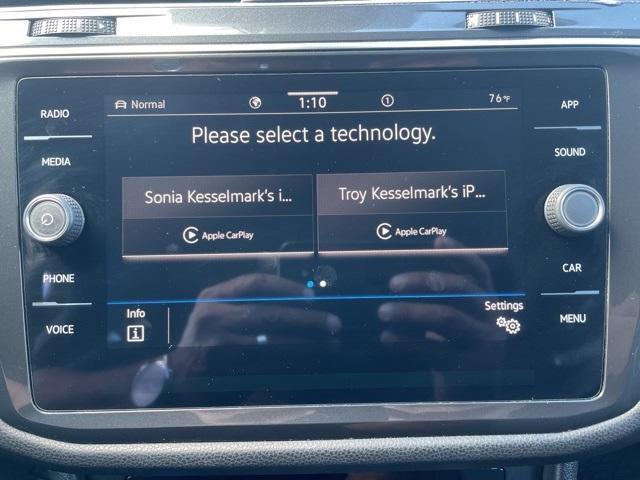 RADIO
MEDIA
PHONE
VOICE
Normal
1:10
1
76°F
Please select a technology.
Sonia Kesselmark's i...
Apple CarPlay
Troy Kesselmark's iP...
Apple CarPlay
Info
i
Settings
APP
SOUND
CAR
MENU